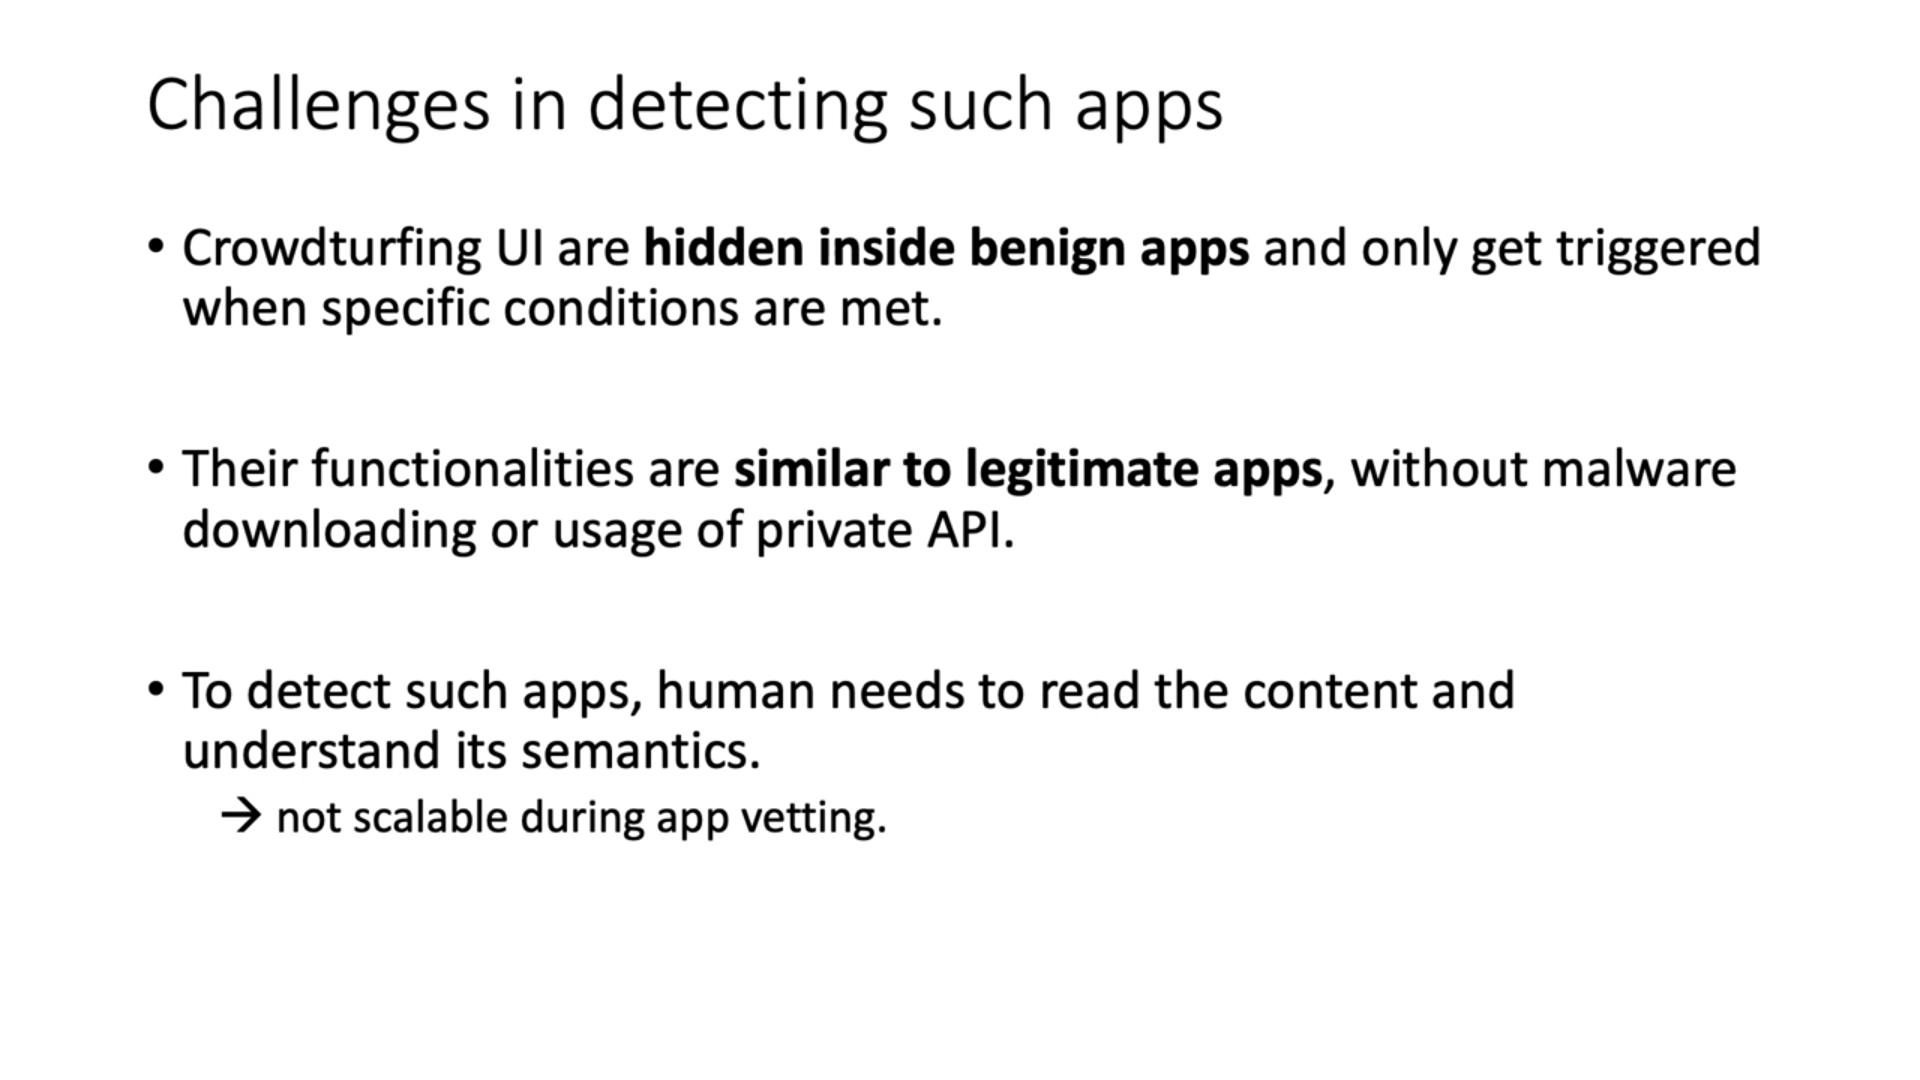 Challenges in detecting such apps
• Crowdturfing UI are hidden inside benign apps and only get triggered
when specific conditions are met.
• Their functionalities are similar to legitimate apps, without malware
downloading or usage of private API.
• To detect such apps, human needs to read the content and
understand its semantics.
→ not scalable during app vetting.